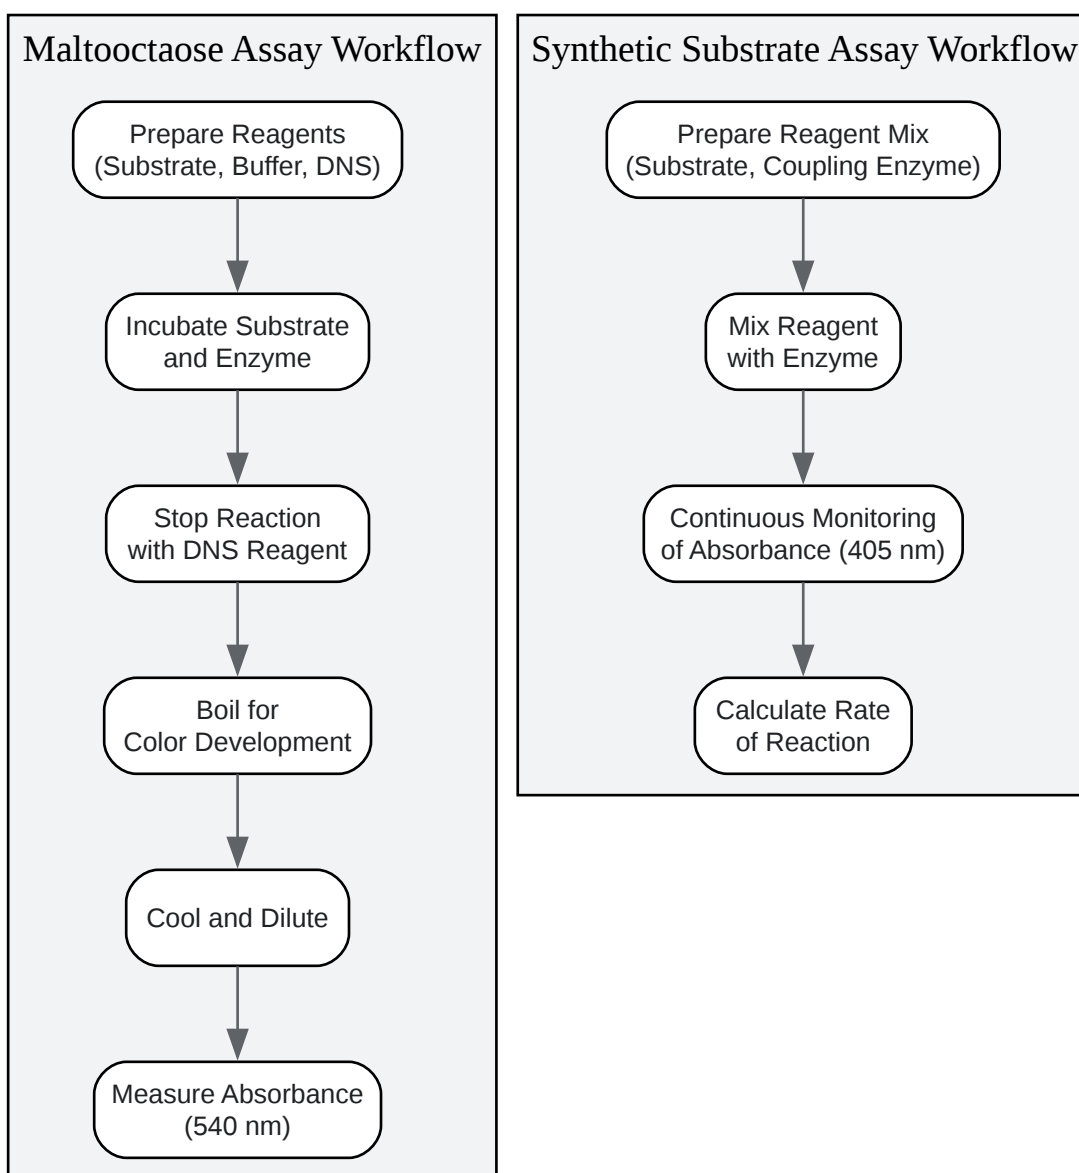 Maltooctaose Assay Workflow
Prepare Reagents
(Substrate, Buffer, DNS)
Incubate Substrate
and Enzyme
Stop Reaction
with DNS Reagent
Boil for
Color Development
Cool and Dilute
Measure Absorbance
(540 nm)
Synthetic Substrate Assay Workflow
Prepare Reagent Mix
(Substrate, Coupling Enzyme)
Mix Reagent
with Enzyme
Continuous Monitoring
of Absorbance (405 nm)
Calculate Rate
of Reaction